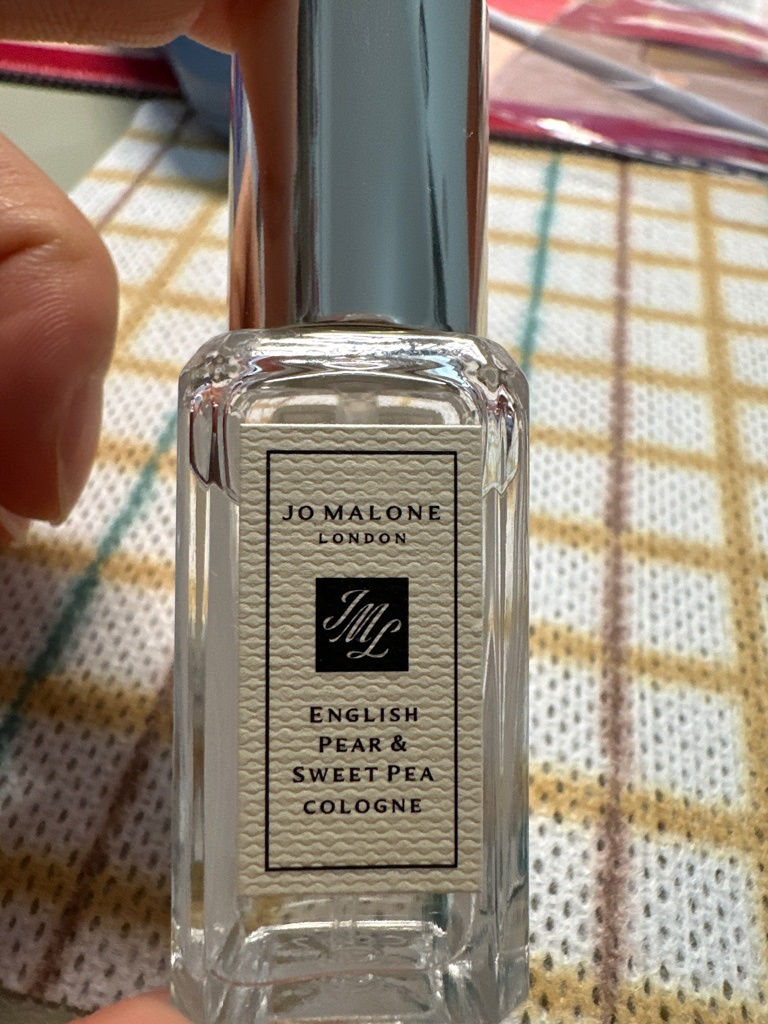 JO MALONE
LONDON
JML
ENGLISH
PEAR &
SWEET PEA
COLOGNE